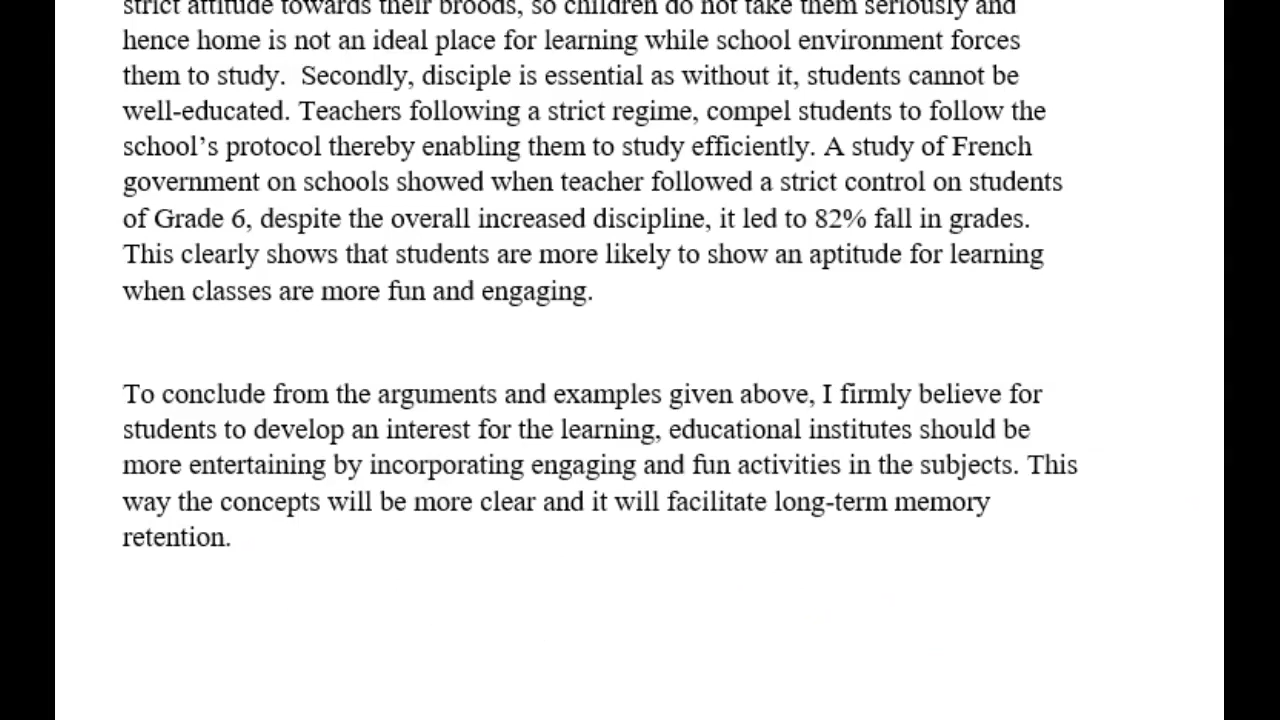 strict attitude towards their broods, so children do not take them seriously and
hence home is not an ideal place for learning while school environment forces
them to study.  Secondly, disciple is essential as without it, students cannot be
well-educated. Teachers following a strict regime, compel students to follow the
school’s protocol thereby enabling them to study efficiently. A study of French
government on schools showed when teacher followed a strict control on students
of Grade 6, despite the overall increased discipline, it led to 82% fall in grades.
This clearly shows that students are more likely to show an aptitude for learning
when classes are more fun and engaging.
To conclude from the arguments and examples given above, I firmly believe for
students to develop an interest for the learning, educational institutes should be
more entertaining by incorporating engaging and fun activities in the subjects. This
way the concepts will be more clear and it will facilitate long-term memory
retention.